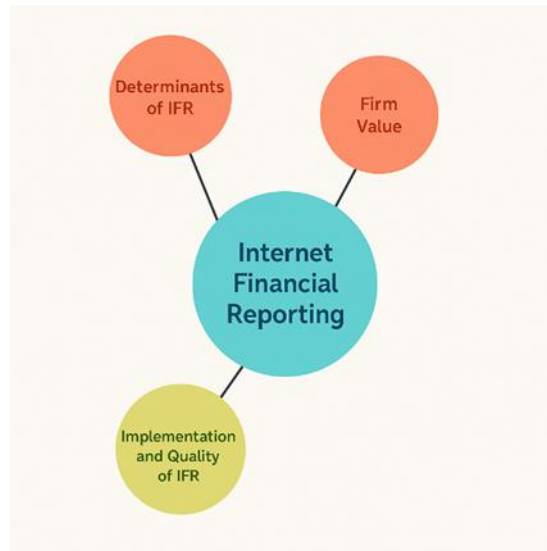 Determinants
of IFR
Firm
Value
Internet
Financial
Reporting
Implementation
and Quality
of IFR